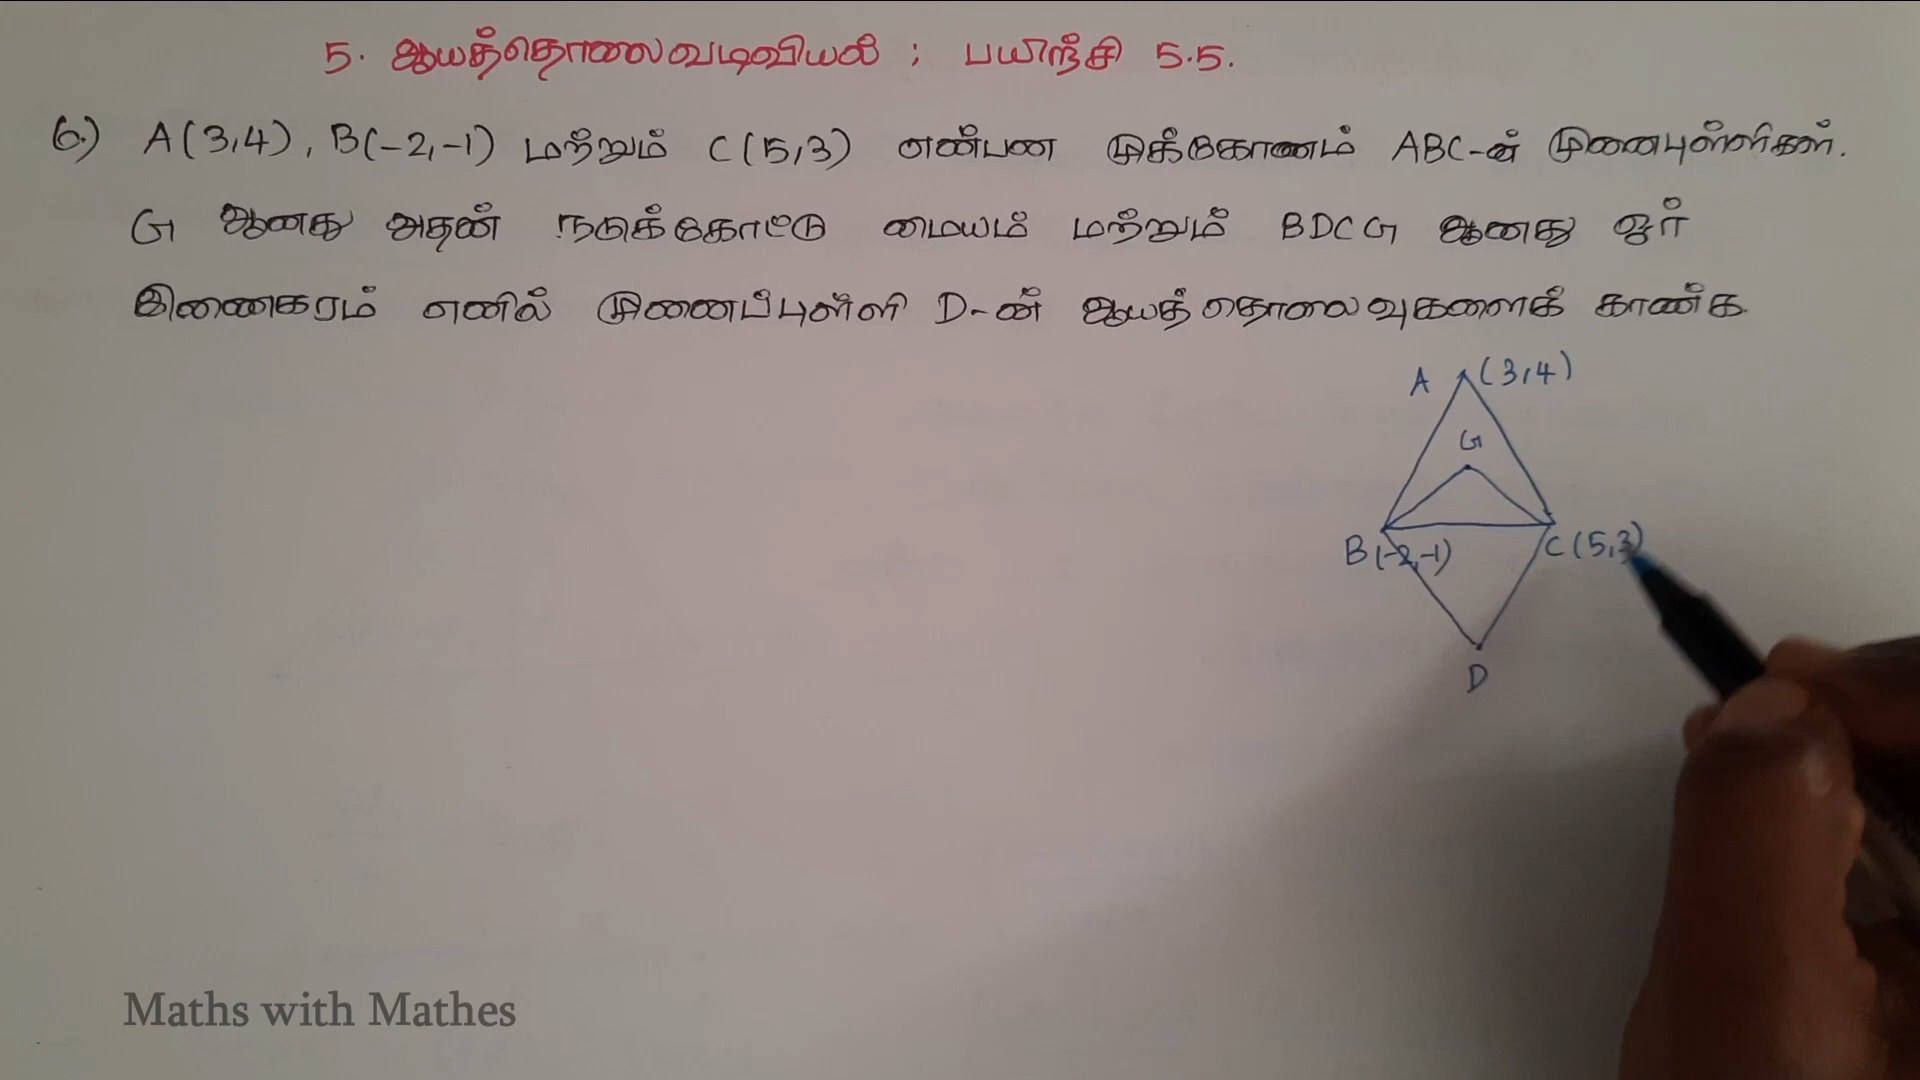 5. ஆயத்தொலைவடிவியல் ; பயிற்சி 5.5.
6.) A(3,4), B(-2,-1) மற்றும் C(5,3) என்பன முக்கோணம் ABC-ன் முனைபுள்ளிகள்.
G ஆனது அதன் நடுக்கோட்டு மையம் மற்றும் BDCG ஆனது ஓர்
இணைகரம் எனில் முணைப்புள்ளி D-ன் ஆயத்தொலைவுகளைக் காண்க
A (3,4)
G
B(-2,-1) C(5,3)
D
Maths with Mathes